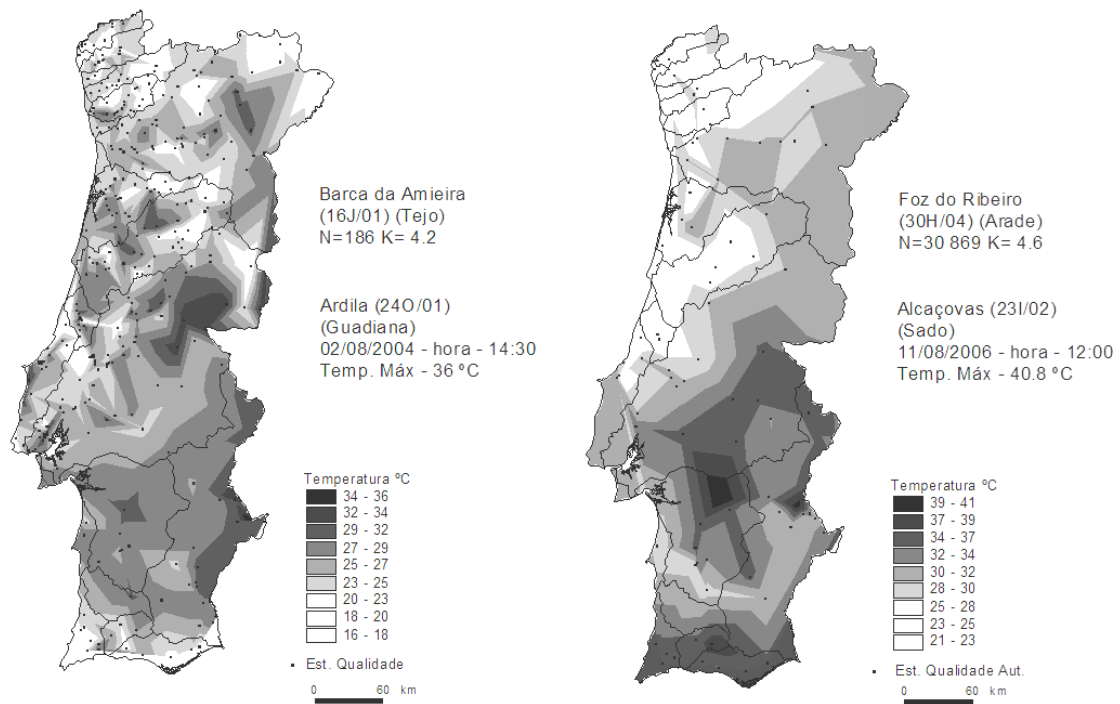 Barca da Amieira
(16J/01) (Tejo)
N=186 K= 4.2
Ardila (24O/01)
(Guadiana)
02/08/2004 - hora - 14:30
Temp. Máx - 36 ºC
Temperatura ºC
34 - 36
32 - 34
29 - 32
27 - 29
25 - 27
23 - 25
20 - 23
18 - 20
16 - 18
Est. Qualidade
0 60 km
Foz do Ribeiro
(30H/04) (Arade)
N=30 869 K= 4.6
Alcaçovas (23I/02)
(Sado)
11/08/2006 - hora - 12:00
Temp. Máx - 40.8 ºC
Temperatura ºC
39 - 41
37 - 39
34 - 37
32 - 34
30 - 32
28 - 30
25 - 28
23 - 25
21 - 23
Est. Qualidade Aut.
0 60 km